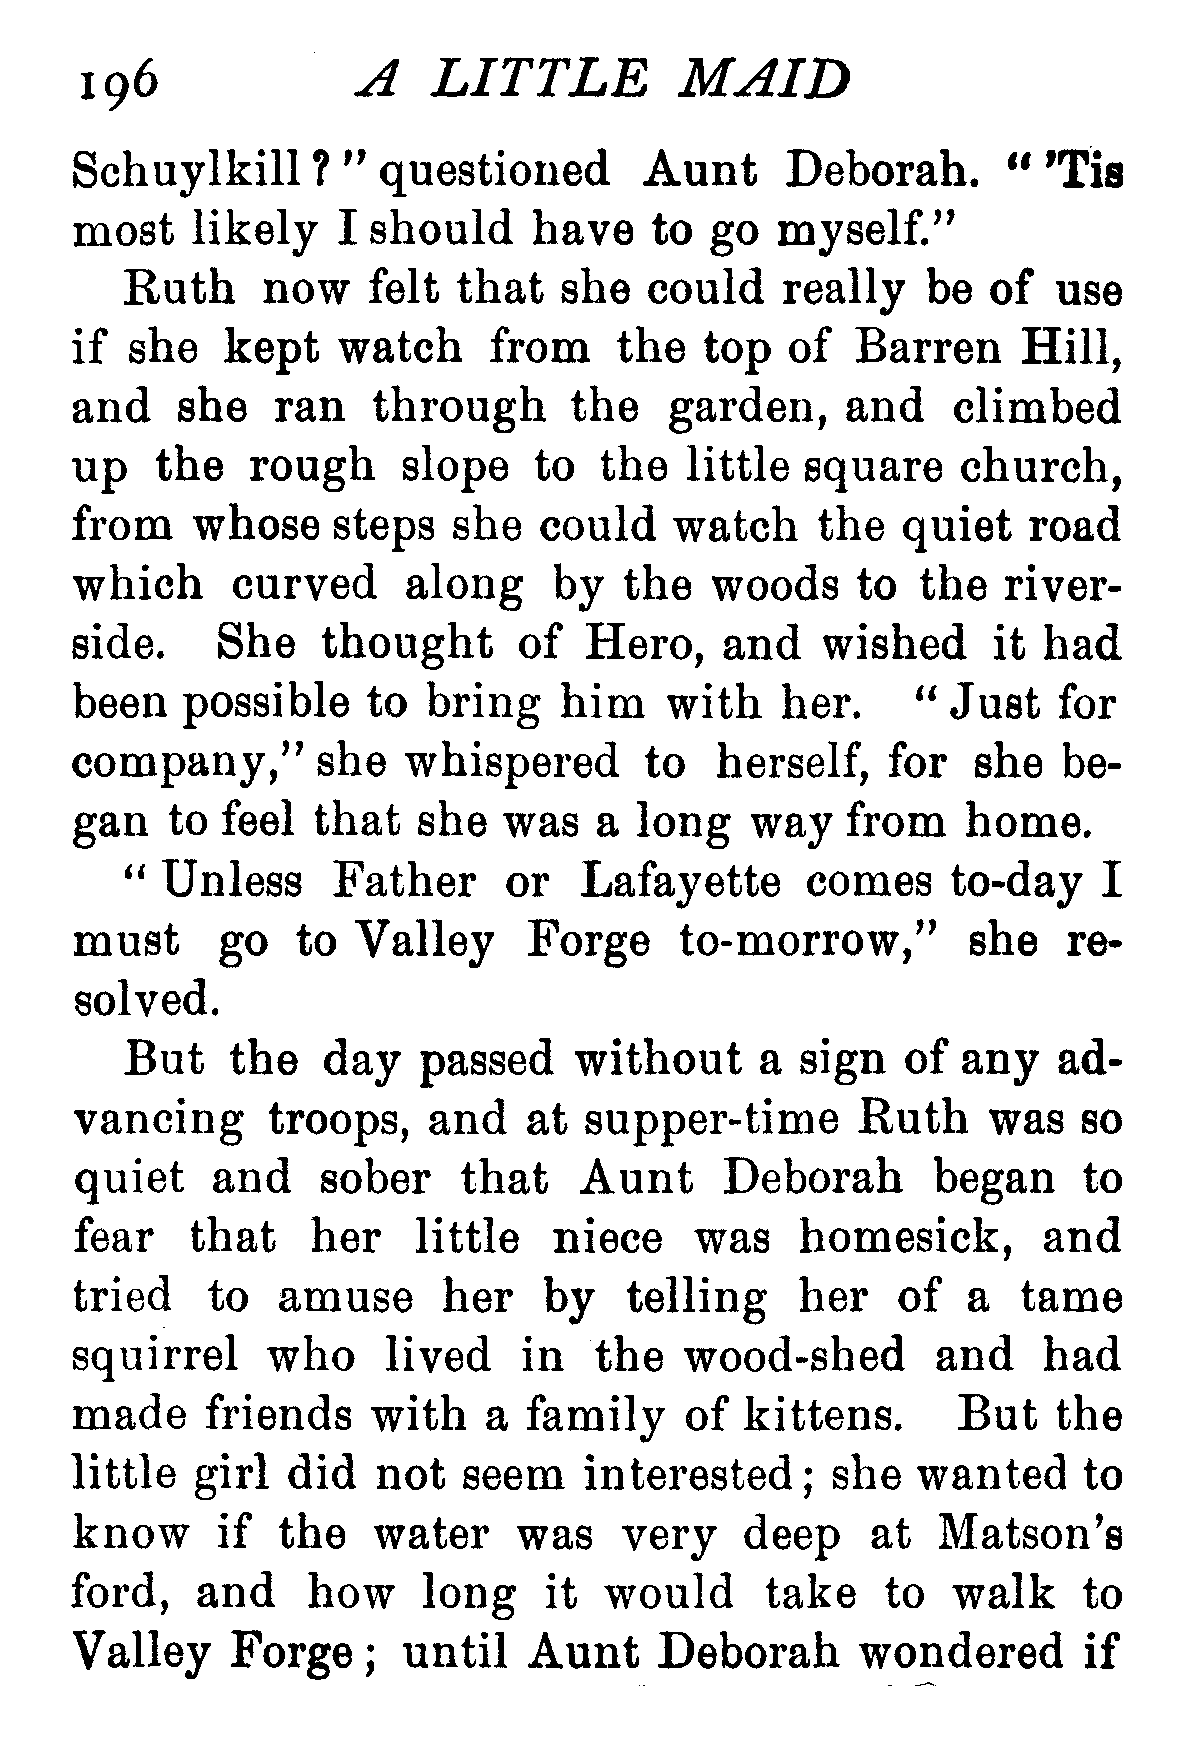 196 A LITTLE MAID
Schuylkill?" questioned Aunt Deborah. "'Tis
most likely I should have to go myself."
Ruth now felt that she could really be of use
if she kept watch from the top of Barren Hill,
and she ran through the garden, and climbed
up the rough slope to the little square church,
from whose steps she could watch the quiet road
which curved along by the woods to the river-
side. She thought of Hero, and wished it had
been possible to bring him with her. "Just for
company," she whispered to herself, for she be-
gan to feel that she was a long way from home.
"Unless Father or Lafayette comes to-day I
must go to Valley Forge to-morrow," she re-
solved.
But the day passed without a sign of any ad-
vancing troops, and at supper-time Ruth was so
quiet and sober that Aunt Deborah began to
fear that her little niece was homesick, and
tried to amuse her by telling her of a tame
squirrel who lived in the wood-shed and had
made friends with a family of kittens. But the
little girl did not seem interested; she wanted to
know if the water was very deep at Matson's
ford, and how long it would take to walk to
Valley Forge; until Aunt Deborah wondered if